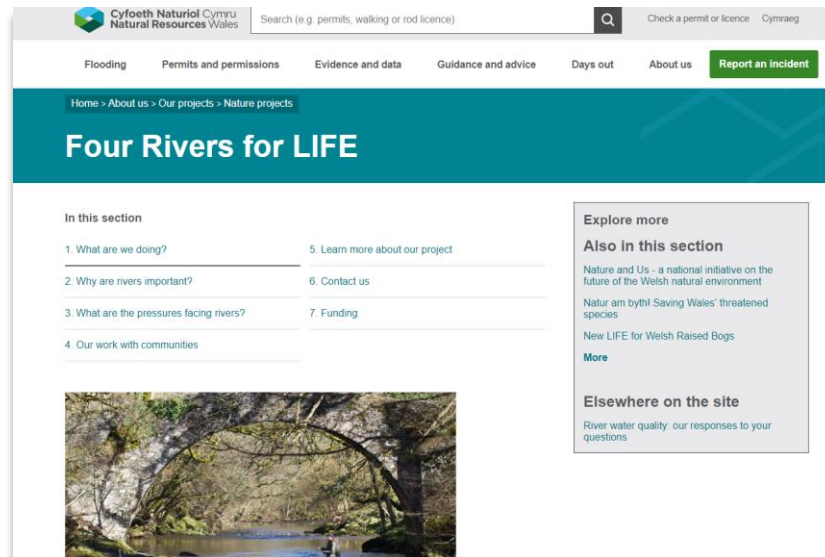 Cyfoeth Naturiol Cymru
Natural Resources Wales
Search (e.g. permits, walking or rod licence)
Check a permit or licence
Cymraeg
Flooding
Permits and permissions
Evidence and data
Guidance and advice
Days out
About us
Report an incident
Home > About us > Our projects > Nature projects
Four Rivers for LIFE
In this section
1. What are we doing?
2. Why are rivers important?
3. What are the pressures facing rivers?
4. Our work with communities
5. Learn more about our project
6. Contact us
7. Funding
Explore more
Also in this section
Nature and Us - a national initiative on the
future of the Welsh natural environment
Natur am byth! Saving Wales' threatened
species
New LIFE for Welsh Raised Bogs
More
Elsewhere on the site
River water quality: our responses to your
questions